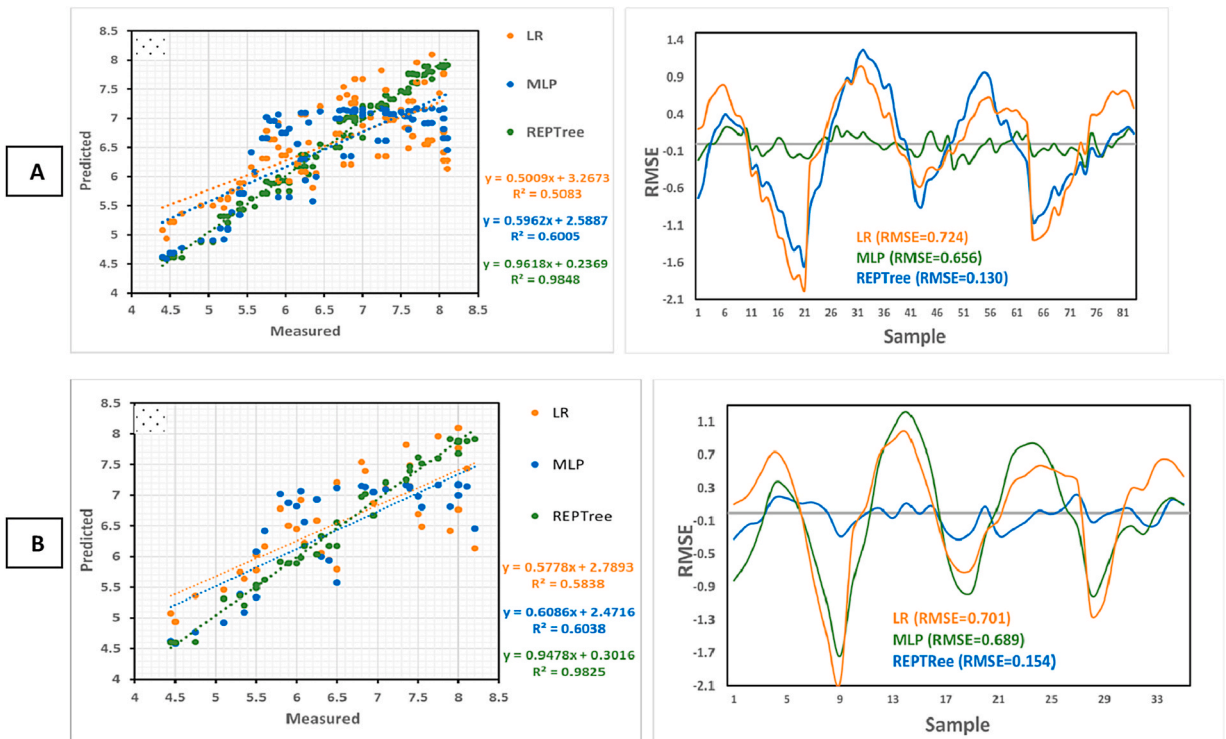 A
8.5
8
7.5
7
6.5
6
5.5
5
4.5
4
4 4.5 5 5.5 6 6.5 7 7.5 8 8.5
Predicted
Measured
LR
MLP
REPTree
y = 0.5009x + 3.2673
R² = 0.5083
y = 0.5962x + 2.5887
R² = 0.6005
y = 0.9618x + 0.2369
R² = 0.9848
1.4
0.9
0.4
-0.1
-0.6
-1.1
-1.6
-2.1
RMSE
LR (RMSE=0.724)
MLP (RMSE=0.656)
REPTree (RMSE=0.130)
1 6 11 16 21 26 31 36 41 46 51 56 61 66 71 76 81
Sample
B
8.5
8
7.5
7
6.5
6
5.5
5
4.5
4
4 4.5 5 5.5 6 6.5 7 7.5 8 8.5
Predicted
Measured
LR
MLP
REPTree
y = 0.5778x + 2.7893
R² = 0.5838
y = 0.6086x + 2.4716
R² = 0.6038
y = 0.9478x + 0.3016
R² = 0.9825
1.1
0.7
0.3
-0.1
-0.5
-0.9
-1.3
-1.7
-2.1
RMSE
LR (RMSE=0.701)
MLP (RMSE=0.689)
REPTRee (RMSE=0.154)
1 5 9 13 17 21 25 29 33
Sample